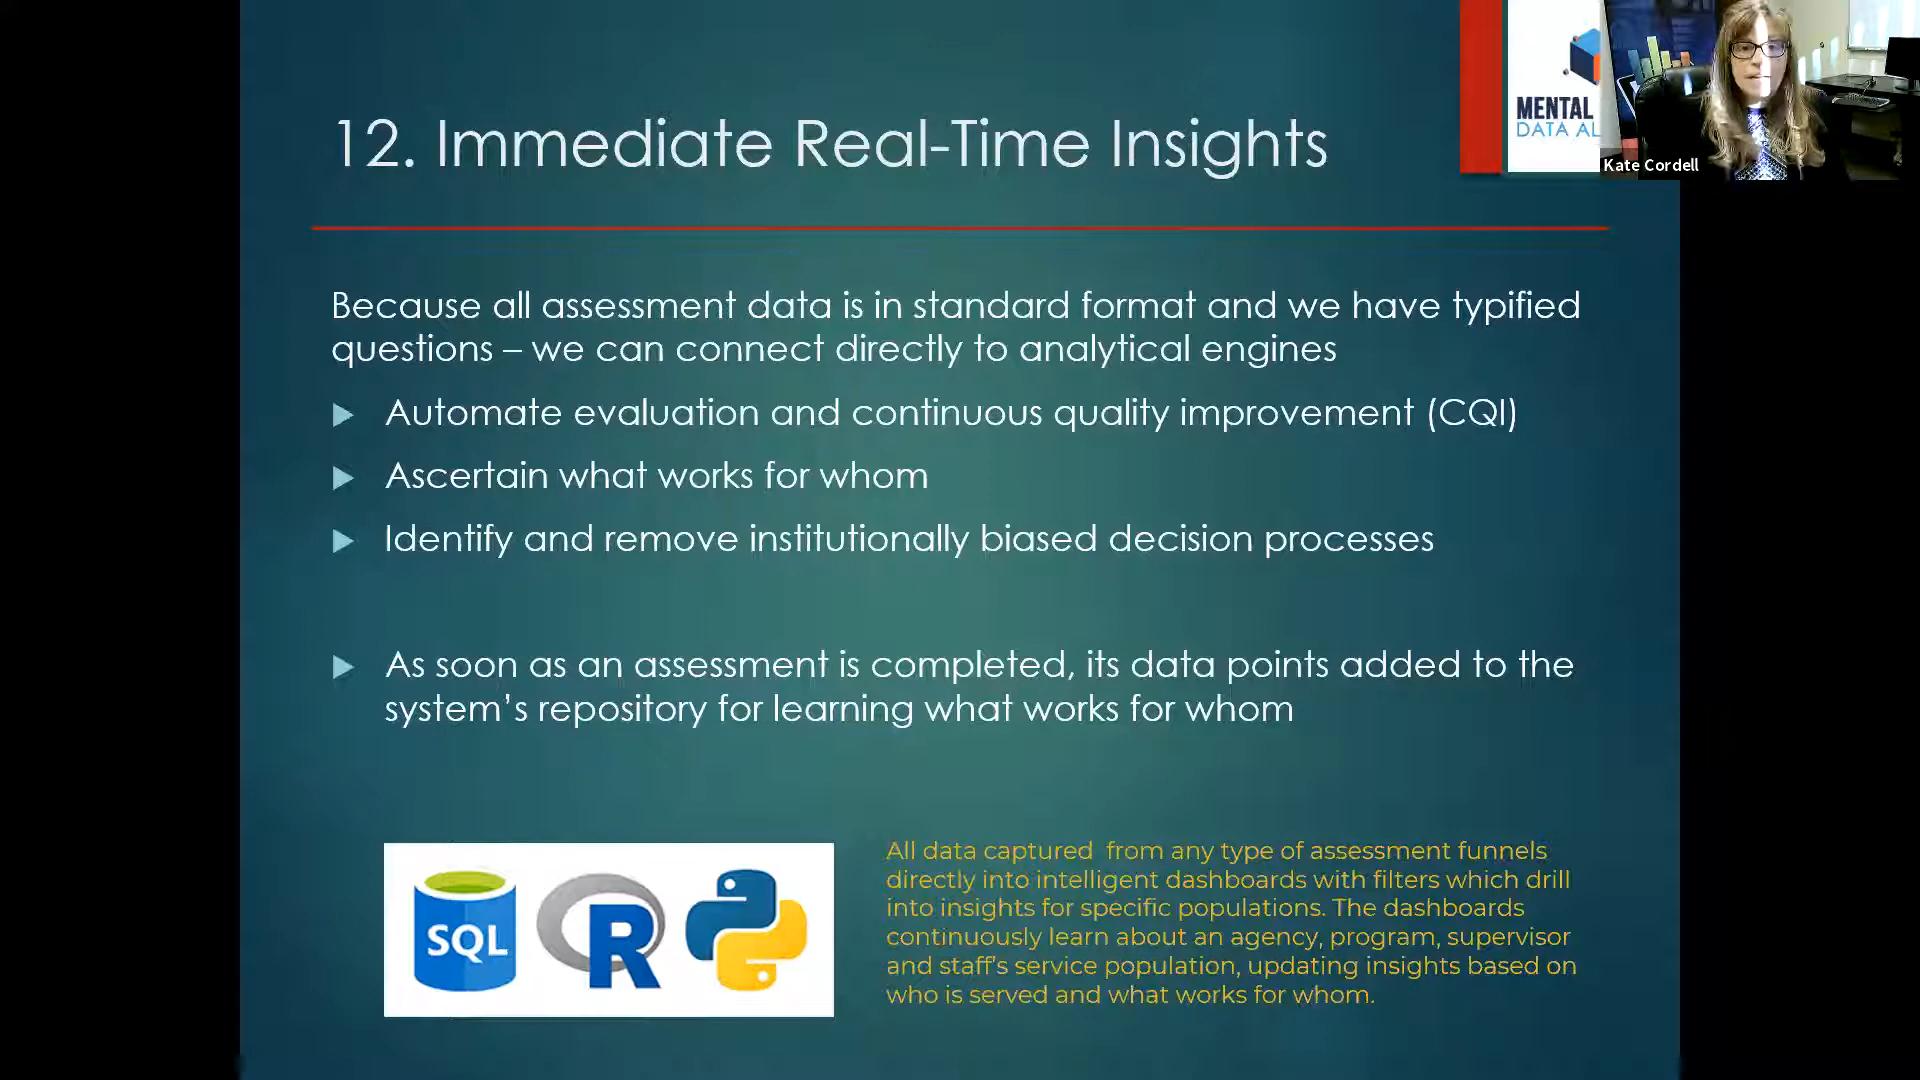 12. Immediate Real-Time Insights
MENTAL
DATA AL
Kate Cordell
Because all assessment data is in standard format and we have typified
questions – we can connect directly to analytical engines
Automate evaluation and continuous quality improvement (CQI)
Ascertain what works for whom
Identify and remove institutionally biased decision processes
As soon as an assessment is completed, its data points added to the
system's repository for learning what works for whom
SQL
R
All data captured from any type of assessment funnels
directly into intelligent dashboards with filters which drill
into insights for specific populations. The dashboards
continuously learn about an agency, program, supervisor
and staff's service population, updating insights based on
who is served and what works for whom.